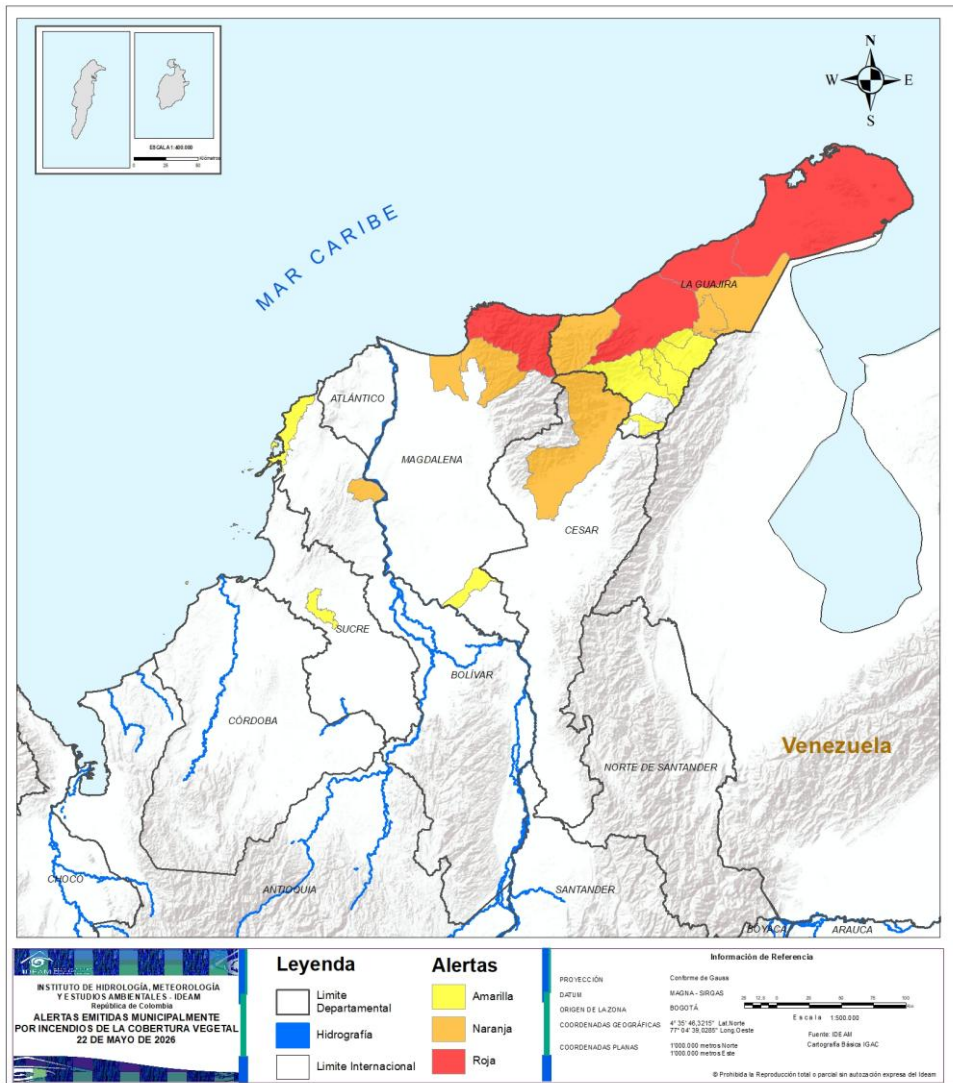 ESCALA 1:400.000
Kilómetros
N
W
E
S
MAR CARIBE
LA GUAJIRA
ATLÁNTICO
MAGDALENA
CESAR
SUCRE
BOLÍVAR
CÓRDOBA
NORTE DE SANTANDER
Venezuela
CHOCÓ
ANTIOQUIA
SANTANDER
BOYACÁ
ARAUCA
IDEAM
INSTITUTO DE HIDROLOGÍA, METEOROLOGÍA
Y ESTUDIOS AMBIENTALES - IDEAM
República de Colombia
ALERTAS EMITIDAS MUNICIPALMENTE
POR INCENDIOS DE LA COBERTURA VEGETAL
22 DE MAYO DE 2026
Leyenda
Limite
Departamental
Hidrografía
Limite Internacional
Alertas
Amarilla
Naranja
Roja
Información de Referencia
PROYECCIÓN Conforme de Gauss
DATUM MAGNA - SIRGAS
ORIGEN DE LA ZONA BOGOTÁ
COORDENADAS GEOGRÁFICAS 4° 35' 46,3215" Lat.Norte
77° 04' 39,0285" Long.Oeste
COORDENADAS PLANAS 1'000.000 metros Norte
1'000.000 metros Este
Escala 1:500.000
Fuente: IDEAM
Cartografía Básica IGAC
© Prohibida la Reproducción total o parcial sin autorización expresa del Ideam